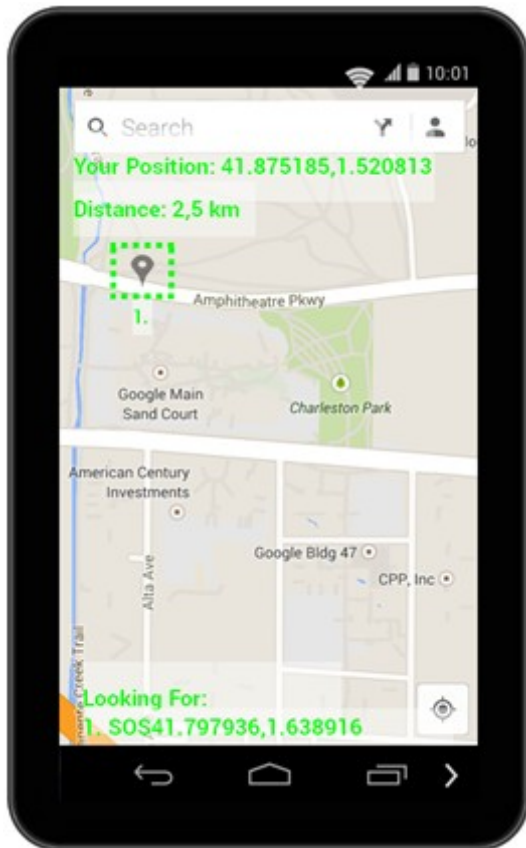 10:01
Search
Your Position: 41.875185,1.520813
Distance: 2,5 km
Amphitheatre Pkwy
1.
Google Main
Sand Court
Charleston Park
American Century
Investments
Google Bldg 47
CPP, Inc
Alta Ave
Creek Trail
Looking For:
1. SOS41.797936,1.638916